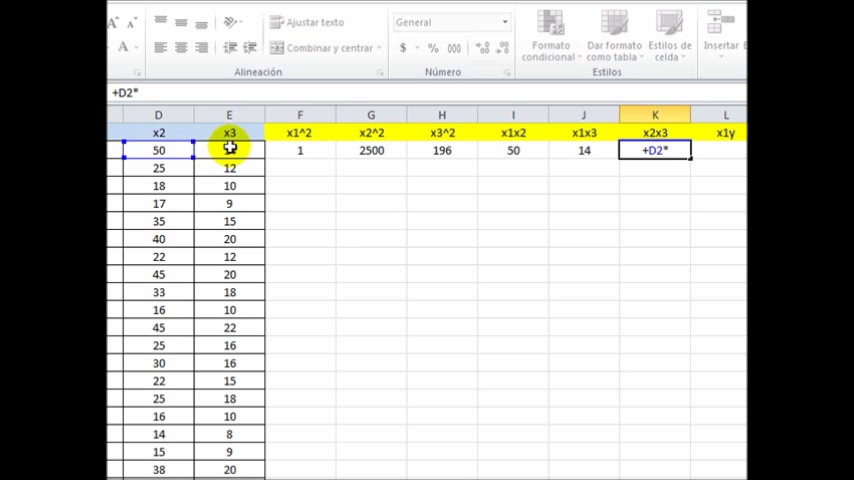 Ajustar texto
General
Combinar y centrar
$ % 000
Formato condicional
Dar formato como tabla
Estilos de celda
Insertar
Alineación
Número
Estilos
+D2*
D E F G H I J K L
x2 x3 x1^2 x2^2 x3^2 x1x2 x1x3 x2x3 x1y
50 1 2500 196 50 14 +D2*
25 12
18 10
17 9
35 15
40 20
22 12
45 20
33 18
16 10
45 22
25 16
30 16
22 15
25 18
16 10
14 8
15 9
38 20